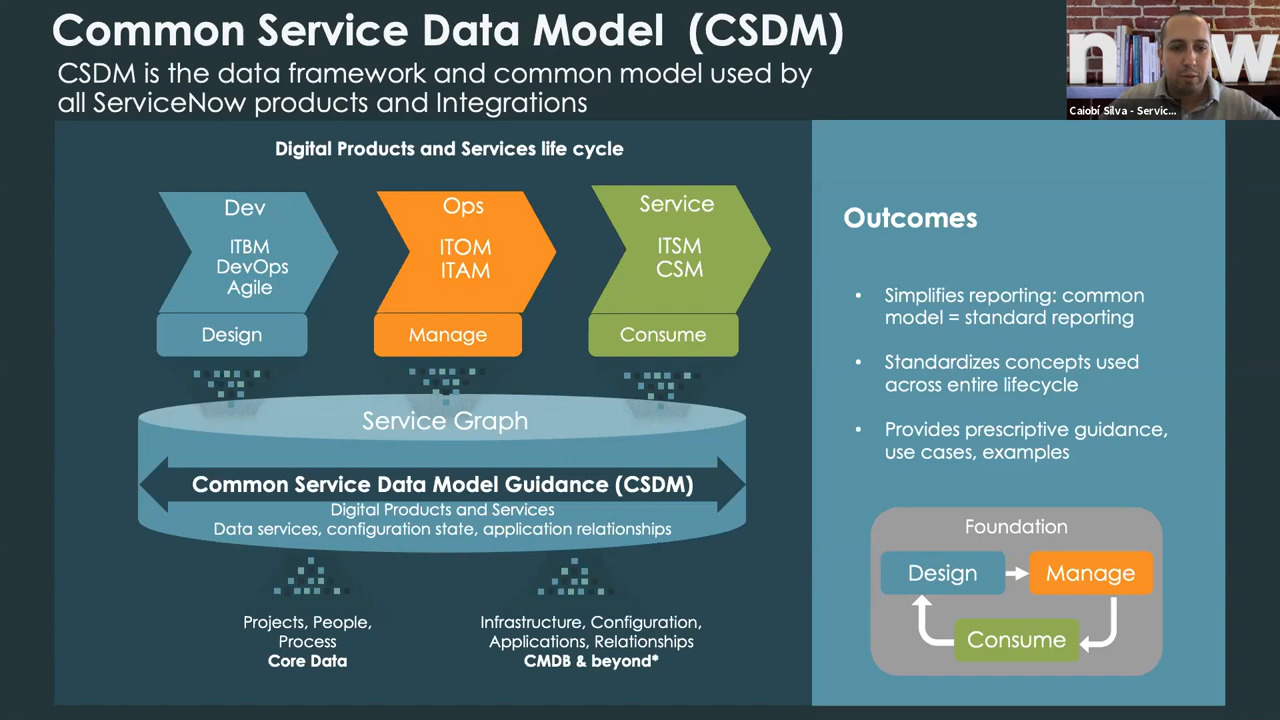 Common Service Data Model (CSDM)
CSDM is the data framework and common model used by
all ServiceNow products and Integrations
n w
Caiobí Silva - Servic...
Digital Products and Services life cycle
Dev
ITBM
DevOps
Agile
Design
Ops
ITOM
ITAM
Manage
Service
ITSM
CSM
Consume
Service Graph
Common Service Data Model Guidance (CSDM)
Digital Products and Services
Data services, configuration state, application relationships
Projects, People,
Process
Core Data
Infrastructure, Configuration,
Applications, Relationships
CMDB & beyond*
Outcomes
• Simplifies reporting: common
model = standard reporting
• Standardizes concepts used
across entire lifecycle
• Provides prescriptive guidance,
use cases, examples
Foundation
Design
Manage
Consume